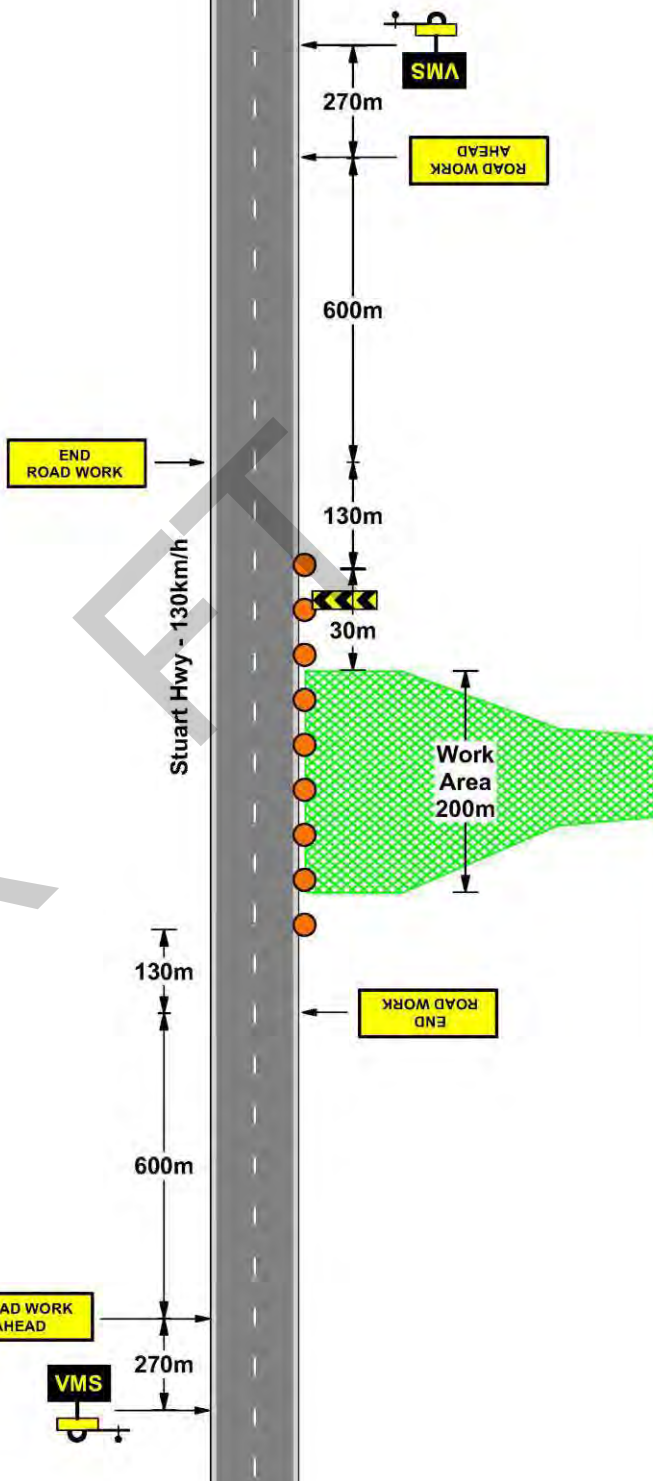 VMS
270m
ROAD WORK
AHEAD
600m
END
ROAD WORK
130m
Stuart Hwy - 130km/h
30m
Work
Area
200m
130m
END
ROAD WORK
600m
AD WORK
AHEAD
270m
VMS